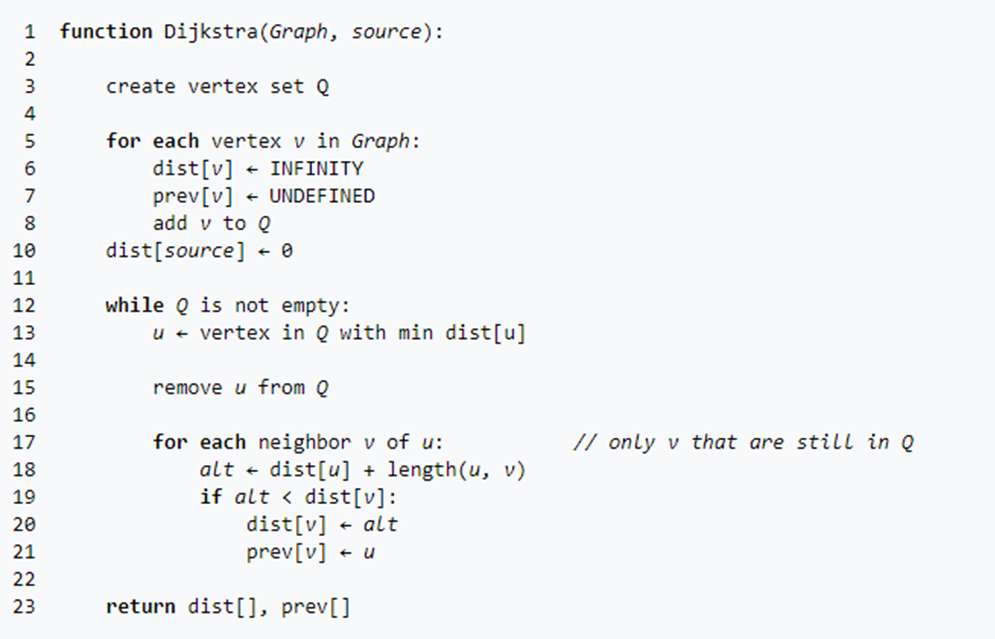 1 function Dijkstra(Graph, source):
2
3 create vertex set Q
4
5 for each vertex v in Graph:
6 dist[v] ← INFINITY
7 prev[v] ← UNDEFINED
8 add v to Q
10 dist[source] ← 0
11
12 while Q is not empty:
13 u ← vertex in Q with min dist[u]
14
15 remove u from Q
16
17 for each neighbor v of u: // only v that are still in Q
18 alt ← dist[u] + length(u, v)
19 if alt < dist[v]:
20 dist[v] ← alt
21 prev[v] ← u
22
23 return dist[], prev[]